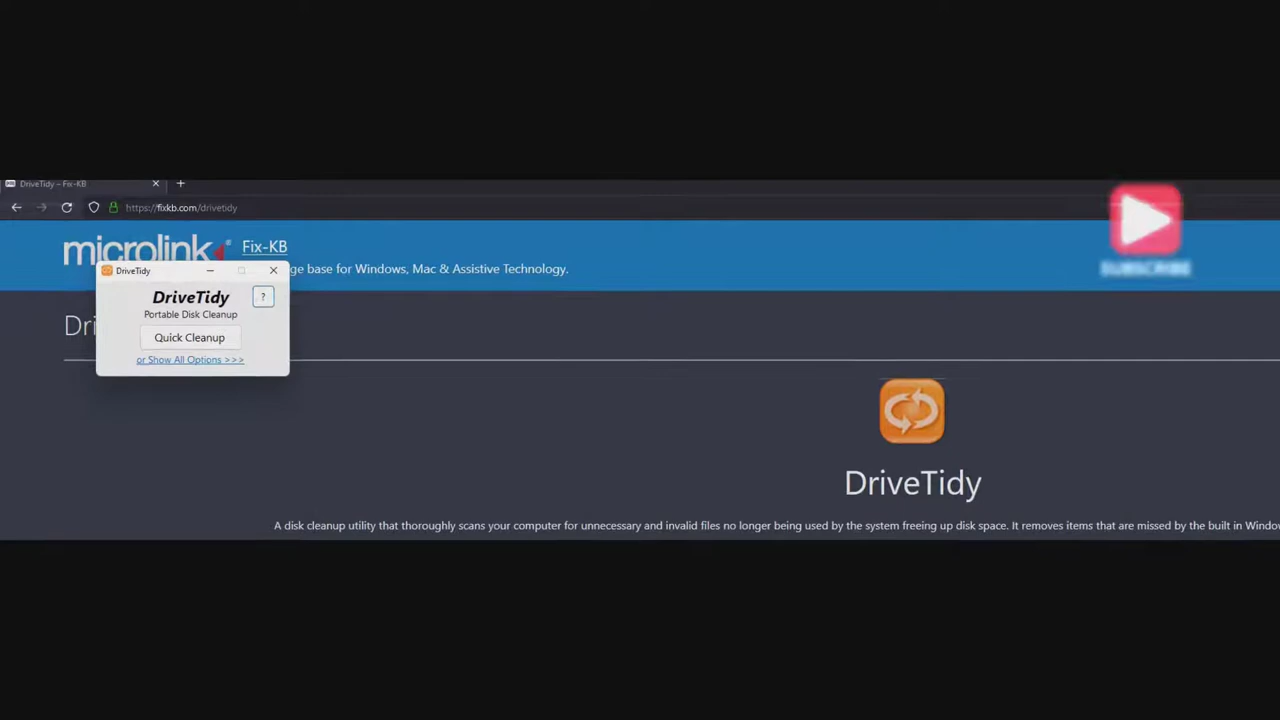 DriveTidy – Fix-KB
https://fixkb.com/drivetidy
microlink Fix-KB
ge base for Windows, Mac & Assistive Technology.
SUBSCRIBE
DriveTidy
DriveTidy ?
Portable Disk Cleanup
Quick Cleanup
or Show All Options >>>
Dri
DriveTidy
A disk cleanup utility that thoroughly scans your computer for unnecessary and invalid files no longer being used by the system freeing up disk space. It removes items that are missed by the built in Windo